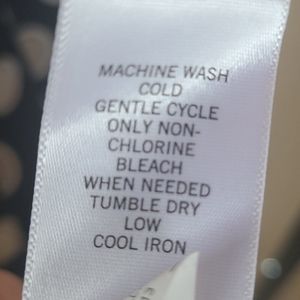 MACHINE WASH
COLD
GENTLE CYCLE
ONLY NON-
CHLORINE
BLEACH
WHEN NEEDED
TUMBLE DRY
LOW
COOL IRON